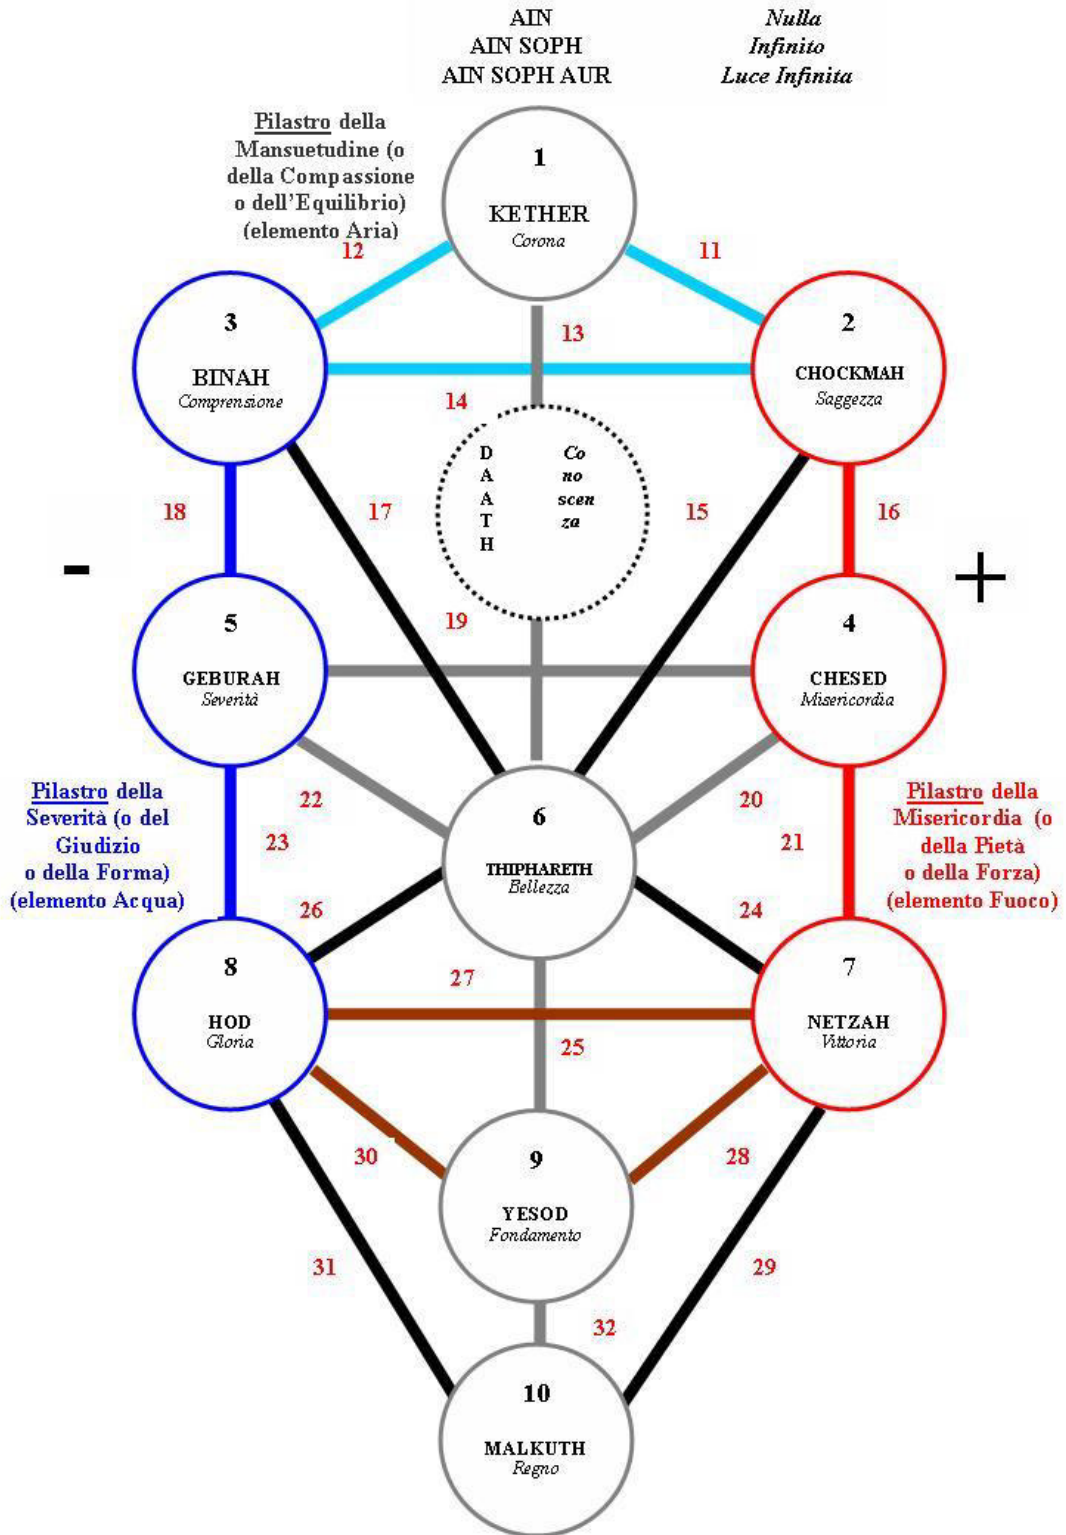 AIN
AIN SOPH
AIN SOPH AUR
Nulla
Infinito
Luce Infinita
Pilastro della
Mansuetudine (o
della Compassione
o dell'Equilibrio)
(elemento Aria)
1
KETHER
Corona
12
11
3
BINAH
Comprensione
13
2
CHOCKMAH
Saggezza
14
D
A
A
T
H
Co
no
scen
za
18
17
15
16
-
+
19
5
GEBURAH
Severità
4
CHESED
Misericordia
Pilastro della
Severità (o del
Giudizio
o della Forma)
(elemento Acqua)
22
23
26
6
THIPHARETH
Bellezza
20
21
24
Pilastro della
Misericordia (o
della Pietà
o della Forza)
(elemento Fuoco)
8
HOD
Gloria
27
25
7
NETZAH
Vittoria
30
9
YESOD
Fondamento
28
31
29
32
10
MALKUTH
Regno